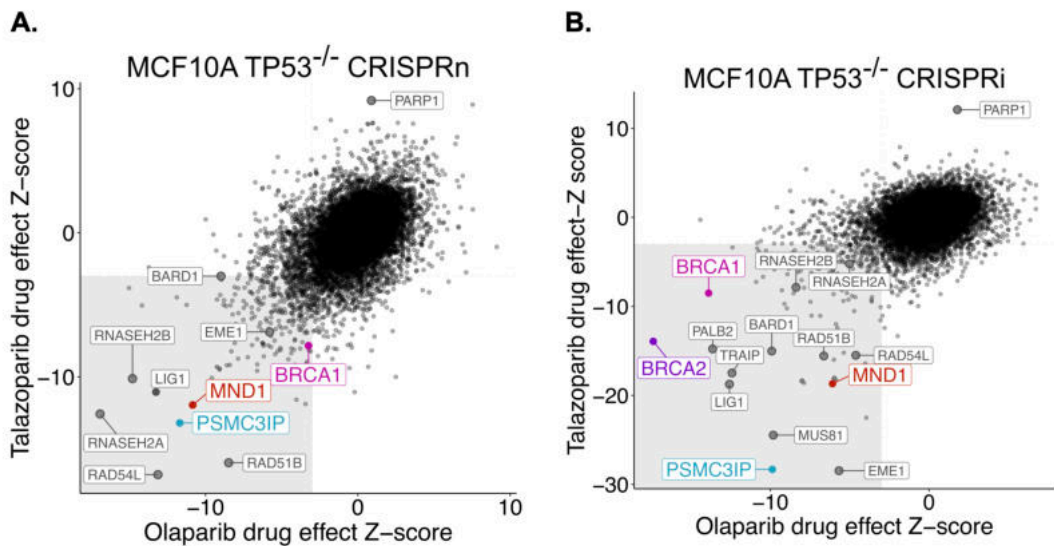 A.
MCF10A TP53-/- CRISPRn
10
0
−10
Talazoparib drug effect Z-score
PARP1
BARD1
RNASEH2B
EME1
LIG1
BRCA1
MND1
PSMC3IP
RNASEH2A
RAD54L
RAD51B
−10
0
10
Olaparib drug effect Z-score
B.
MCF10A TP53-/- CRISPRi
10
0
−10
−20
−30
Talazoparib drug effect-Z score
PARP1
RNASEH2B
BRCA1
RNASEH2A
PALB2
BARD1
RAD51B
BRCA2
TRAIP
RAD54L
MND1
LIG1
MUS81
PSMC3IP
EME1
−10
0
Olaparib drug effect Z-score